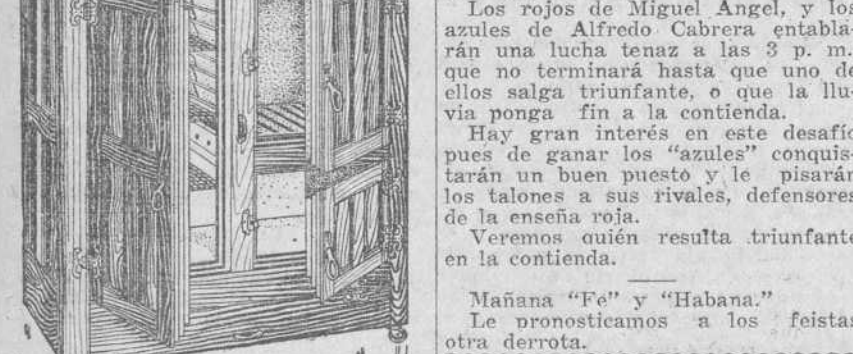 Los rojos de Miguel Angel, y los
azules de Alfredo Cabrera entabla-
rán una lucha tenaz a las 3 p. m.
que no terminará hasta que uno de
ellos salga triunfante, o que la llu-
via ponga fin a la contienda.
Hay gran interés en este desafío
pues de ganar los “azules” conquis-
tarán un buen puesto y le pisarán
los talones a sus rivales, defensores
de la enseña roja.
Veremos quién resulta triunfante
en la contienda.
Mañana “Fe” y “Habana.”
Le pronosticamos a los feistas
otra derrota.